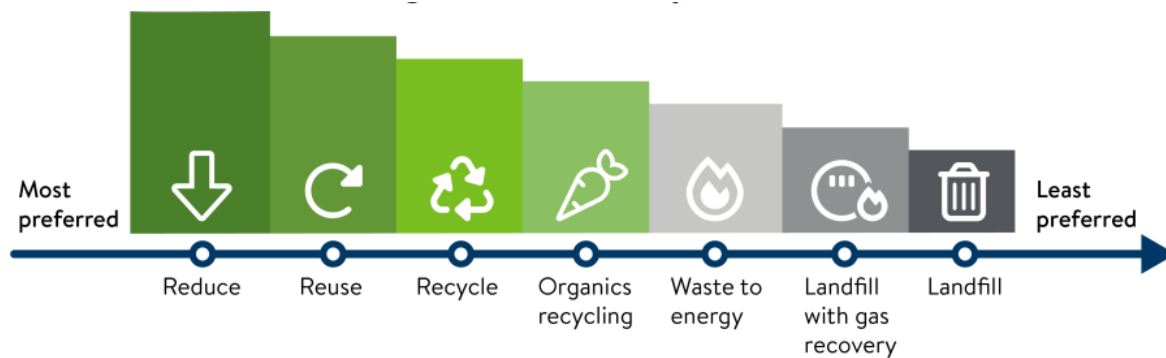 Most
preferred
Least
preferred
Reduce
Reuse
Recycle
Organics
recycling
Waste to
energy
Landfill
with gas
recovery
Landfill